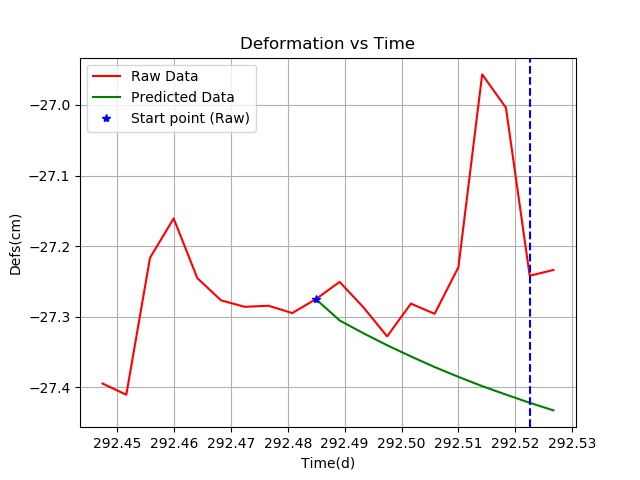 Deformation vs Time
Raw Data
Predicted Data
Start point (Raw)
−27.0
−27.1
−27.2
−27.3
−27.4
Defs(cm)
292.45 292.46 292.47 292.48 292.49 292.50 292.51 292.52 292.53
Time(d)